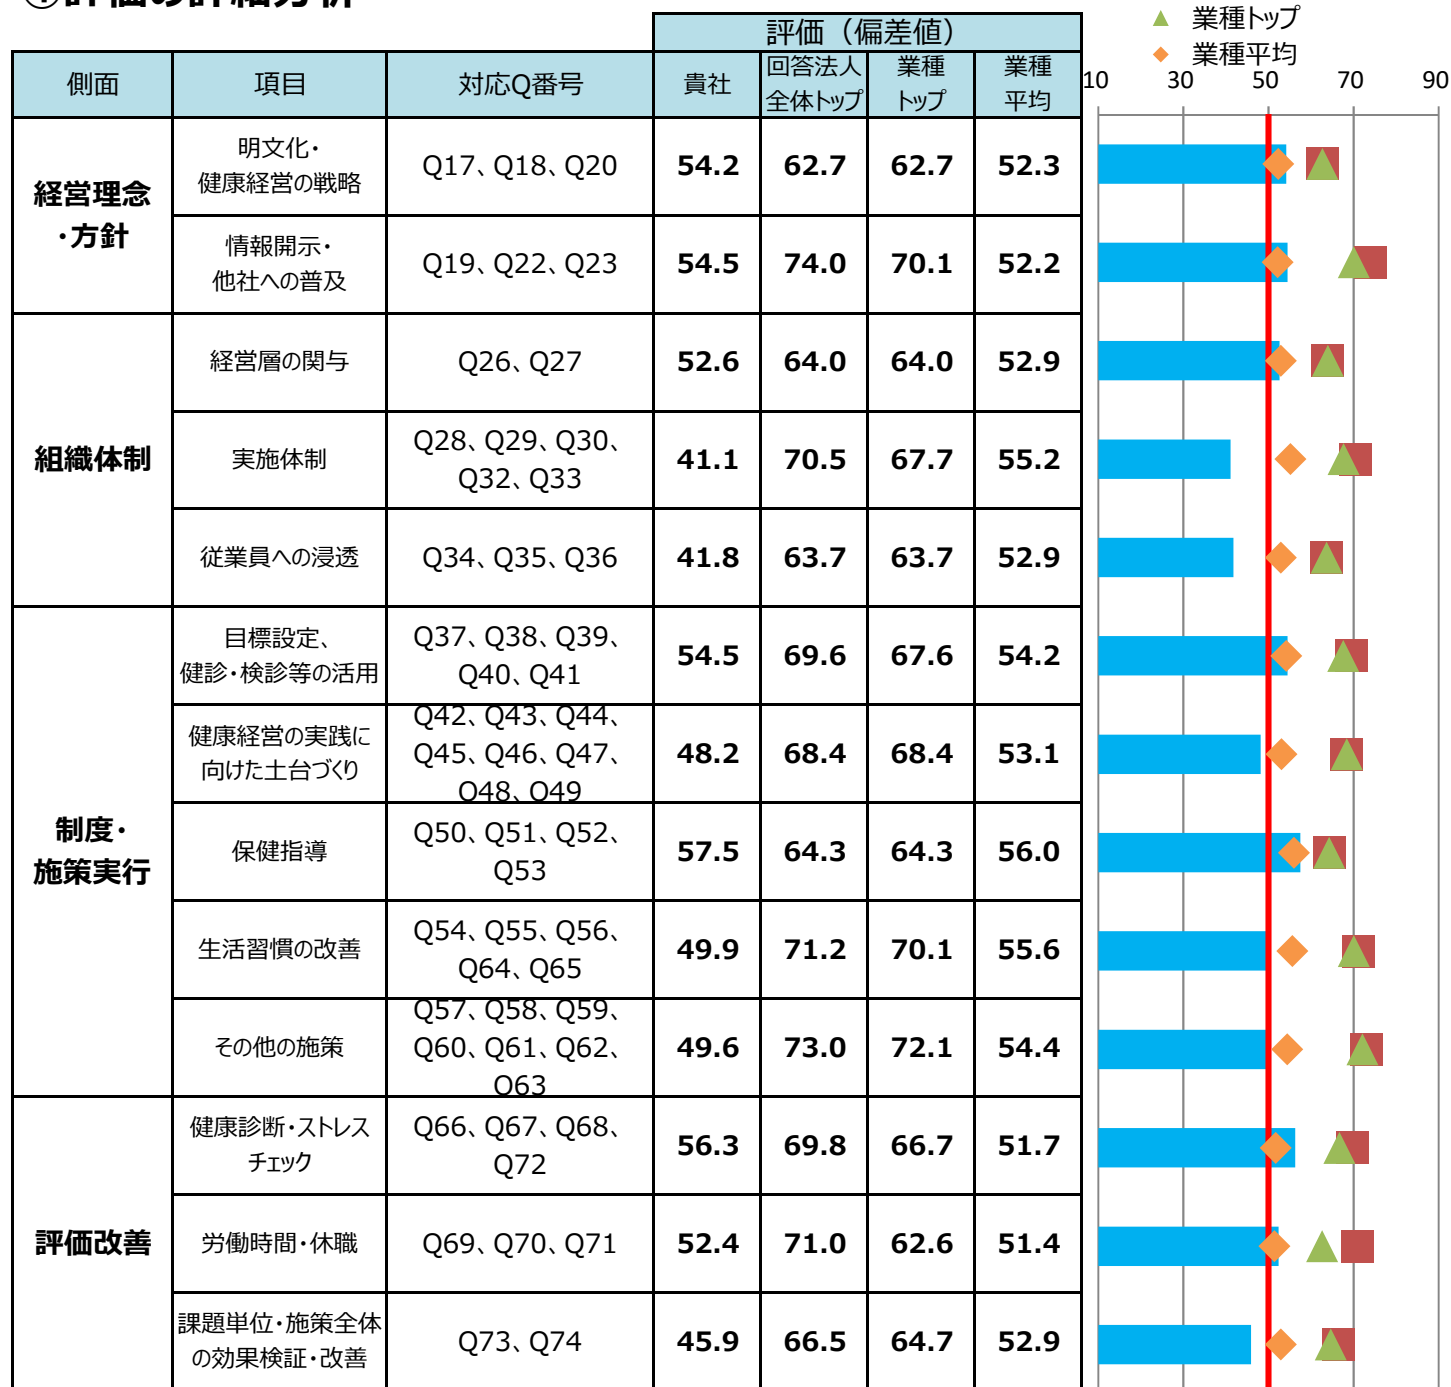 ①評価の詳細分析
▲ 業種トップ
◆ 業種平均
評価（偏差値）
側面 項目 対応Q番号 貴社 回答法人 業種 業種
全体トップ トップ 平均
10 30 50 70 90
経営理念
・方針
明文化・
健康経営の戦略
Q17、Q18、Q20 54.2 62.7 62.7 52.3
情報開示・
他社への普及
Q19、Q22、Q23 54.5 74.0 70.1 52.2
組織体制
経営層の関与 Q26、Q27 52.6 64.0 64.0 52.9
実施体制
Q28、Q29、Q30、
Q32、Q33
41.1 70.5 67.7 55.2
従業員への浸透 Q34、Q35、Q36 41.8 63.7 63.7 52.9
制度・
施策実行
目標設定、
健診・検診等の活用
Q37、Q38、Q39、
Q40、Q41
54.5 69.6 67.6 54.2
健康経営の実践に
向けた土台づくり
Q42、Q43、Q44、
Q45、Q46、Q47、
Q48、Q49
48.2 68.4 68.4 53.1
保健指導
Q50、Q51、Q52、
Q53
57.5 64.3 64.3 56.0
生活習慣の改善
Q54、Q55、Q56、
Q64、Q65
49.9 71.2 70.1 55.6
その他の施策
Q57、Q58、Q59、
Q60、Q61、Q62、
Q63
49.6 73.0 72.1 54.4
評価改善
健康診断・ストレス
チェック
Q66、Q67、Q68、
Q72
56.3 69.8 66.7 51.7
労働時間・休職 Q69、Q70、Q71 52.4 71.0 62.6 51.4
課題単位・施策全体
の効果検証・改善
Q73、Q74 45.9 66.5 64.7 52.9